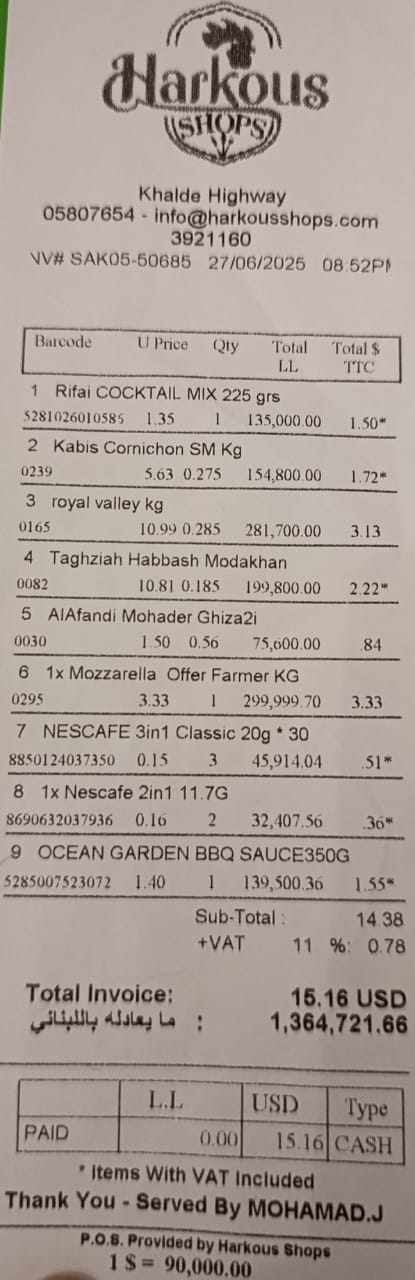 Harkous
SHOPS
Khalde Highway
05807654 - info@harkousshops.com
3921160
NV# SAK05-50685 27/06/2025 08:52PM
Barcode U Price Qty Total LL Total $ TTC
1 Rifai COCKTAIL MIX 225 grs
5281026010585 1.35 1 135,000.00 1.50*
2 Kabis Cornichon SM Kg
0239 5.63 0.275 154,800.00 1.72*
3 royal valley kg
0165 10.99 0.285 281,700.00 3.13
4 Taghziah Habbash Modakhan
0082 10.81 0.185 199,800.00 2.22*
5 AlAfandi Mohader Ghiza2i
0030 1.50 0.56 75,600.00 .84
6 1x Mozzarella Offer Farmer KG
0295 3.33 1 299,999.70 3.33
7 NESCAFE 3in1 Classic 20g * 30
8850124037350 0.15 3 45,914.04 .51*
8 1x Nescafe 2in1 11.7G
8690632037936 0.16 2 32,407.56 .36*
9 OCEAN GARDEN BBQ SAUCE350G
5285007523072 1.40 1 139,500.36 1.55*
Sub-Total : 14.38
+VAT 11 %: 0.78
Total Invoice: 15.16 USD
ما يعادله باللبناني : 1,364,721.66
L.L USD Type
PAID 0.00 15.16 CASH
* Items With VAT Included
Thank You - Served By MOHAMAD.J
P.O.S. Provided by Harkous Shops
1 $ = 90,000.00